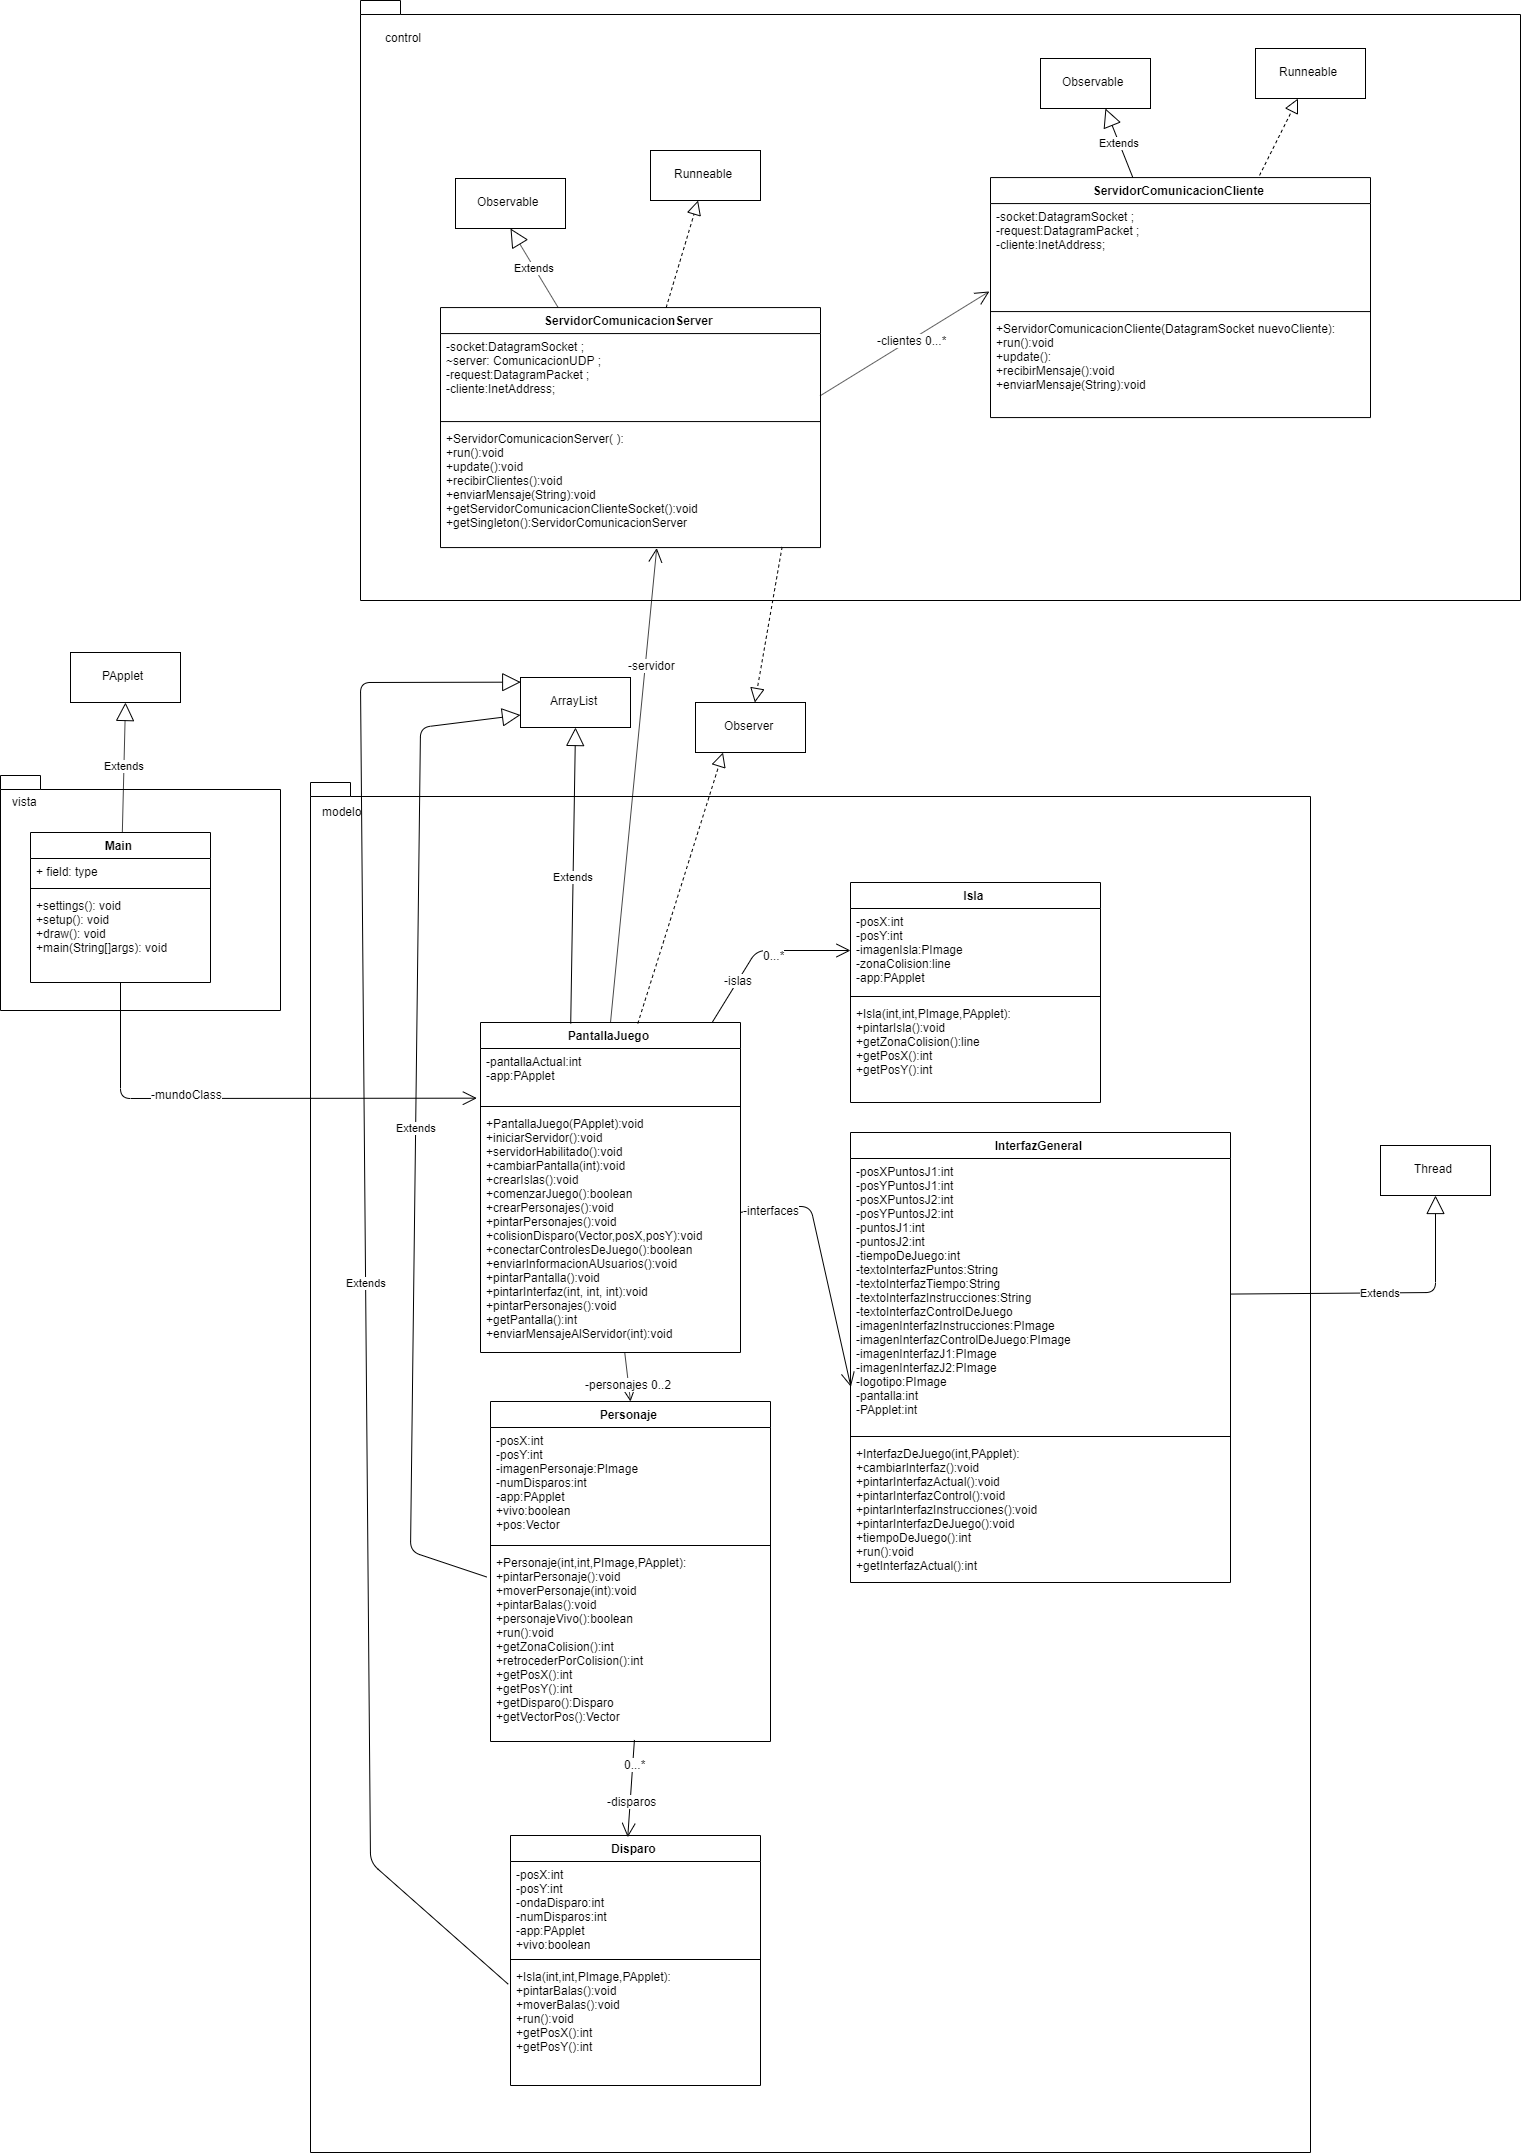 control
Observable
Runneable
Extends
ServidorComunicacionCliente
-socket:DatagramSocket ;
-request:DatagramPacket ;
-cliente:InetAddress;
+ServidorComunicacionCliente(DatagramSocket nuevoCliente):
+run():void
+update():
+recibirMensaje():void
+enviarMensaje(String):void
Observable
Runneable
Extends
ServidorComunicacionServer
-socket:DatagramSocket ;
~server: ComunicacionUDP ;
-request:DatagramPacket ;
-cliente:InetAddress;
+ServidorComunicacionServer( ):
+run():void
+update():void
+recibirClientes():void
+enviarMensaje(String):void
+getServidorComunicacionClienteSocket():void
+getSingleton():ServidorComunicacionServer
-clientes 0...*
-servidor
PApplet
Extends
ArrayList
Observer
vista
Main
+ field: type
+settings(): void
+setup(): void
+draw(): void
+main(String[]args): void
-mundoClass
modelo
Extends
Extends
Extends
PantallaJuego
-pantallaActual:int
-app:PApplet
+PantallaJuego(PApplet):void
+iniciarServidor():void
+servidorHabilitado():void
+cambiarPantalla(int):void
+crearIslas():void
+comenzarJuego():boolean
+crearPersonajes():void
+pintarPersonajes():void
+colisionDisparo(Vector,posX,posY):void
+conectarControlesDeJuego():boolean
+enviarInformacionAUsuarios():void
+pintarPantalla():void
+pintarInterfaz(int, int, int):void
+pintarPersonajes():void
+getPantalla():int
+enviarMensajeAlServidor(int):void
0...*
-islas
Isla
-posX:int
-posY:int
-imagenIsla:PImage
-zonaColision:line
-app:PApplet
+Isla(int,int,PImage,PApplet):
+pintarIsla():void
+getZonaColision():line
+getPosX():int
+getPosY():int
-interfaces
InterfazGeneral
-posXPuntosJ1:int
-posYPuntosJ1:int
-posXPuntosJ2:int
-posYPuntosJ2:int
-puntosJ1:int
-puntosJ2:int
-tiempoDeJuego:int
-textoInterfazPuntos:String
-textoInterfazTiempo:String
-textoInterfazInstrucciones:String
-textoInterfazControlDeJuego
-imagenInterfazInstrucciones:PImage
-imagenInterfazControlDeJuego:PImage
-imagenInterfazJ1:PImage
-imagenInterfazJ2:PImage
-logotipo:PImage
-pantalla:int
-PApplet:int
+InterfazDeJuego(int,PApplet):
+cambiarInterfaz():void
+pintarInterfazActual():void
+pintarInterfazControl():void
+pintarInterfazInstrucciones():void
+pintarInterfazDeJuego():void
+tiempoDeJuego():int
+run():void
+getInterfazActual():int
Thread
Extends
-personajes 0..2
Personaje
-posX:int
-posY:int
-imagenPersonaje:PImage
-numDisparos:int
-app:PApplet
+vivo:boolean
+pos:Vector
+Personaje(int,int,PImage,PApplet):
+pintarPersonaje():void
+moverPersonaje(int):void
+pintarBalas():void
+personajeVivo():boolean
+run():void
+getZonaColision():int
+retrocederPorColision():int
+getPosX():int
+getPosY():int
+getDisparo():Disparo
+getVectorPos():Vector
0...*
-disparos
Disparo
-posX:int
-posY:int
-ondaDisparo:int
-numDisparos:int
-app:PApplet
+vivo:boolean
+Isla(int,int,PImage,PApplet):
+pintarBalas():void
+moverBalas():void
+run():void
+getPosX():int
+getPosY():int